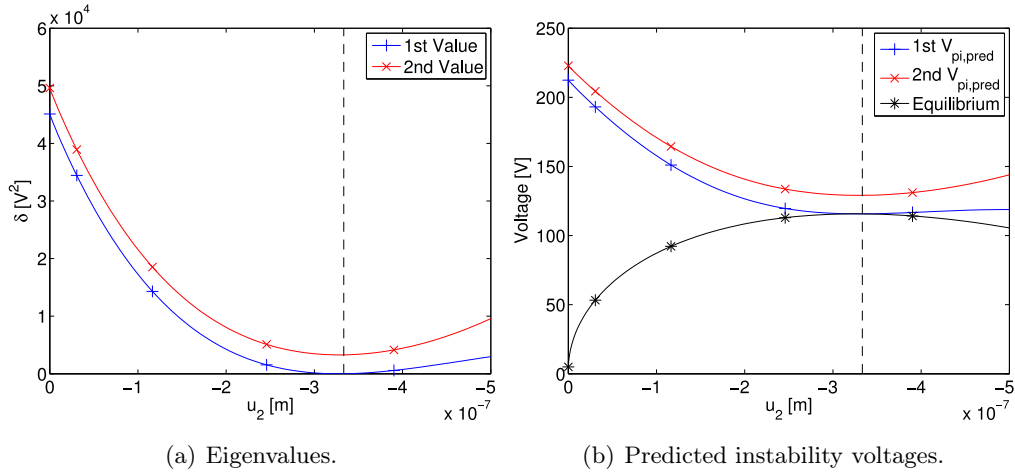 6 x 10^4
5
4
3
2
1
0
δ [V^2]
0 -1 -2 -3 -4 -5
u_2 [m]
x 10^-7
1st Value
2nd Value
(a) Eigenvalues.
250
200
150
100
50
0
Voltage [V]
0 -1 -2 -3 -4 -5
u_2 [m]
x 10^-7
1st V_pi,pred
2nd V_pi,pred
Equilibrium
(b) Predicted instability voltages.